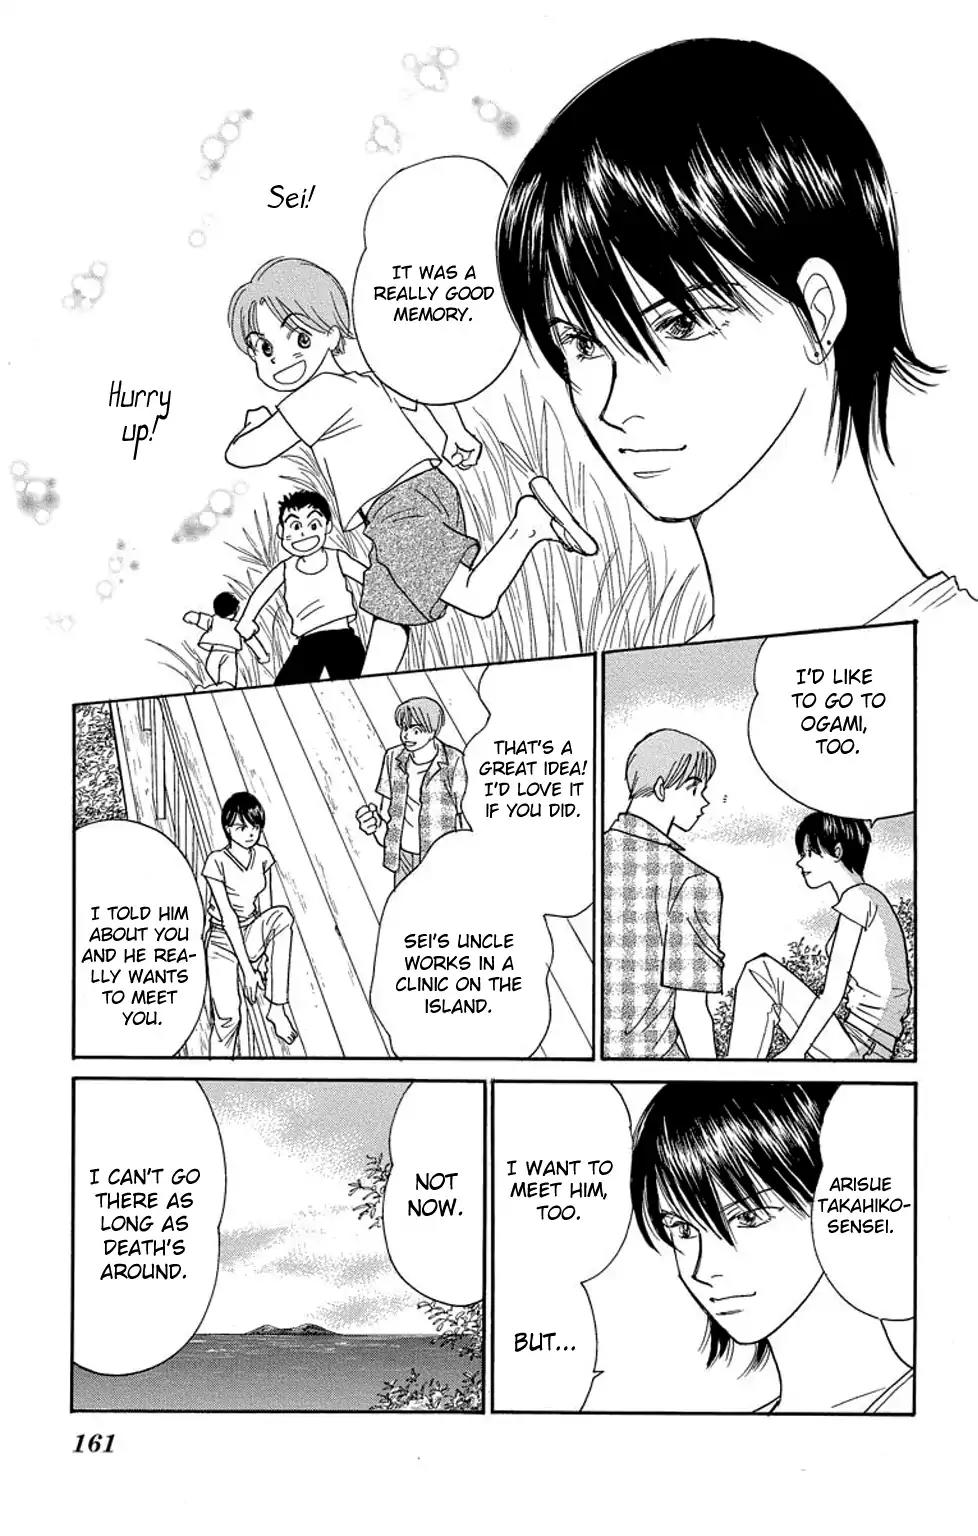 IT WAS A
REALLY GOOD
MEMORY.
Sei!
Hurry
up!
I'D LIKE
TO GO TO
OGAMI,
TOO.
THAT'S A
GREAT IDEA!
I'D LOVE IT
IF YOU DID.
SEI'S UNCLE
WORKS IN A
CLINIC ON THE
ISLAND.
I TOLD HIM
ABOUT YOU
AND HE REA-
LLY WANTS
TO MEET
YOU.
ARISUE
TAKAHIKO-
SENSEI.
I WANT TO
MEET HIM,
TOO.
BUT...
NOT
NOW.
I CAN'T GO
THERE AS
LONG AS
DEATH'S
AROUND.
161